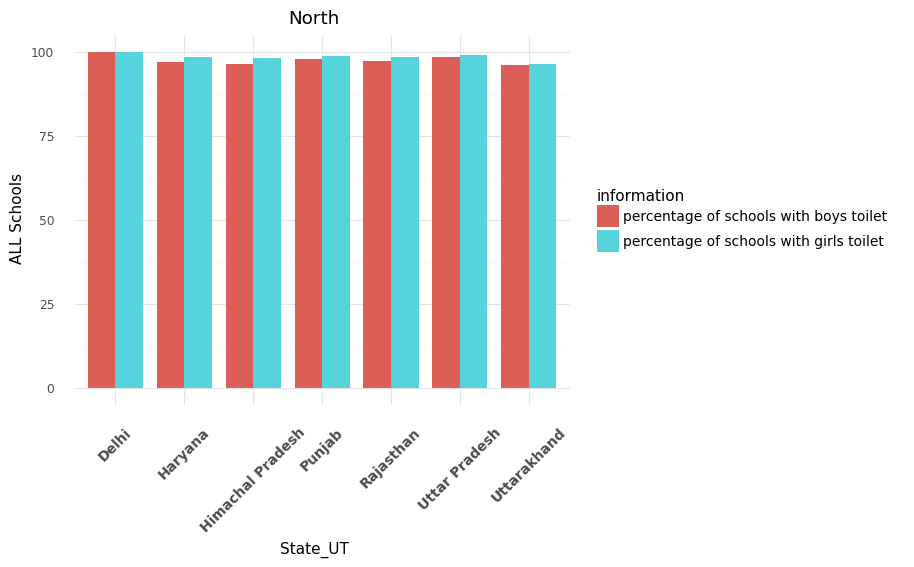 North
100
75
50
25
0
ALL Schools
Delhi
Haryana
Himachal Pradesh
Punjab
Rajasthan
Uttar Pradesh
Uttarakhand
State_UT
information
percentage of schools with boys toilet
percentage of schools with girls toilet